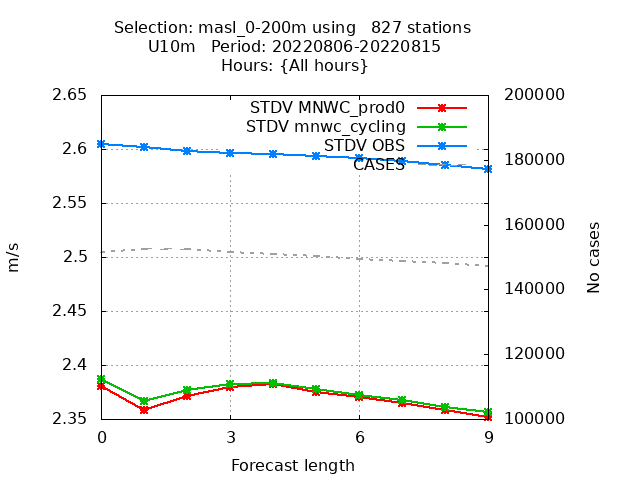 Selection: masl_0-200m using   827 stations
U10m   Period: 20220806-20220815
Hours: {All hours}
2.65
2.6
2.55
2.5
2.45
2.4
2.35
m/s
STDV MNWC_prod0
STDV mnwc_cycling
STDV OBS
CASES
200000
180000
160000
140000
120000
100000
No cases
0 3 6 9
Forecast length